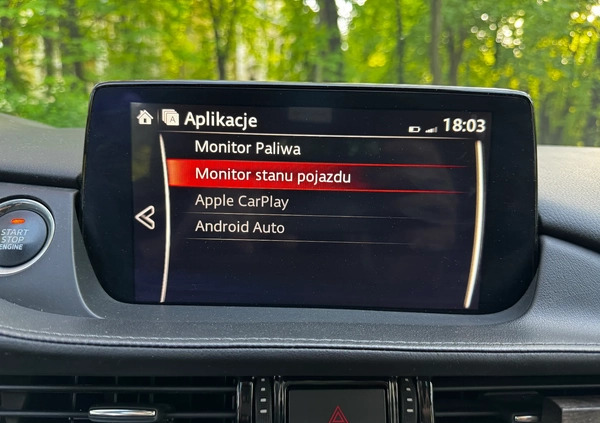 A Aplikacje 18:03
Monitor Paliwa
Monitor stanu pojazdu
Apple CarPlay
Android Auto
START
STOP
ENGINE